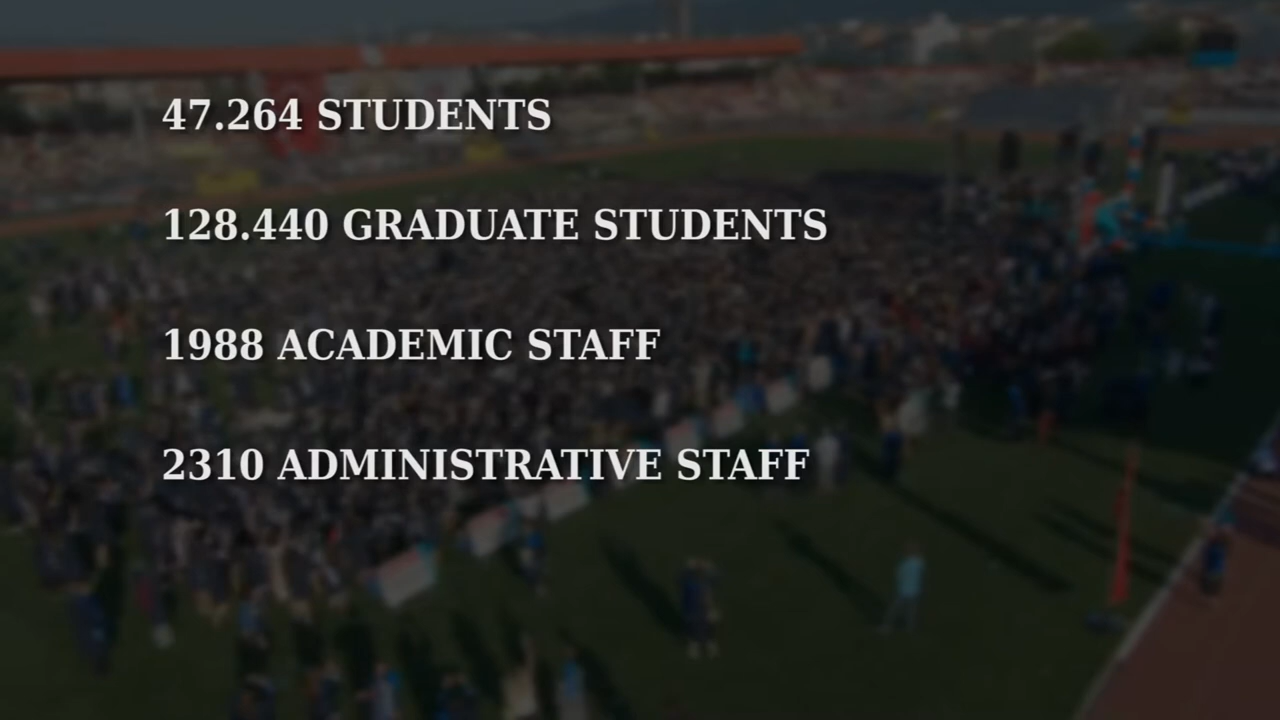 47.264 STUDENTS
128.440 GRADUATE STUDENTS
1988 ACADEMIC STAFF
2310 ADMINISTRATIVE STAFF